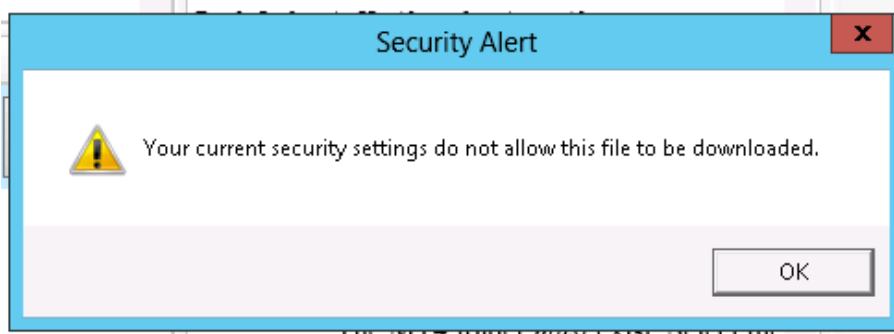 Security Alert
x
Your current security settings do not allow this file to be downloaded.
OK